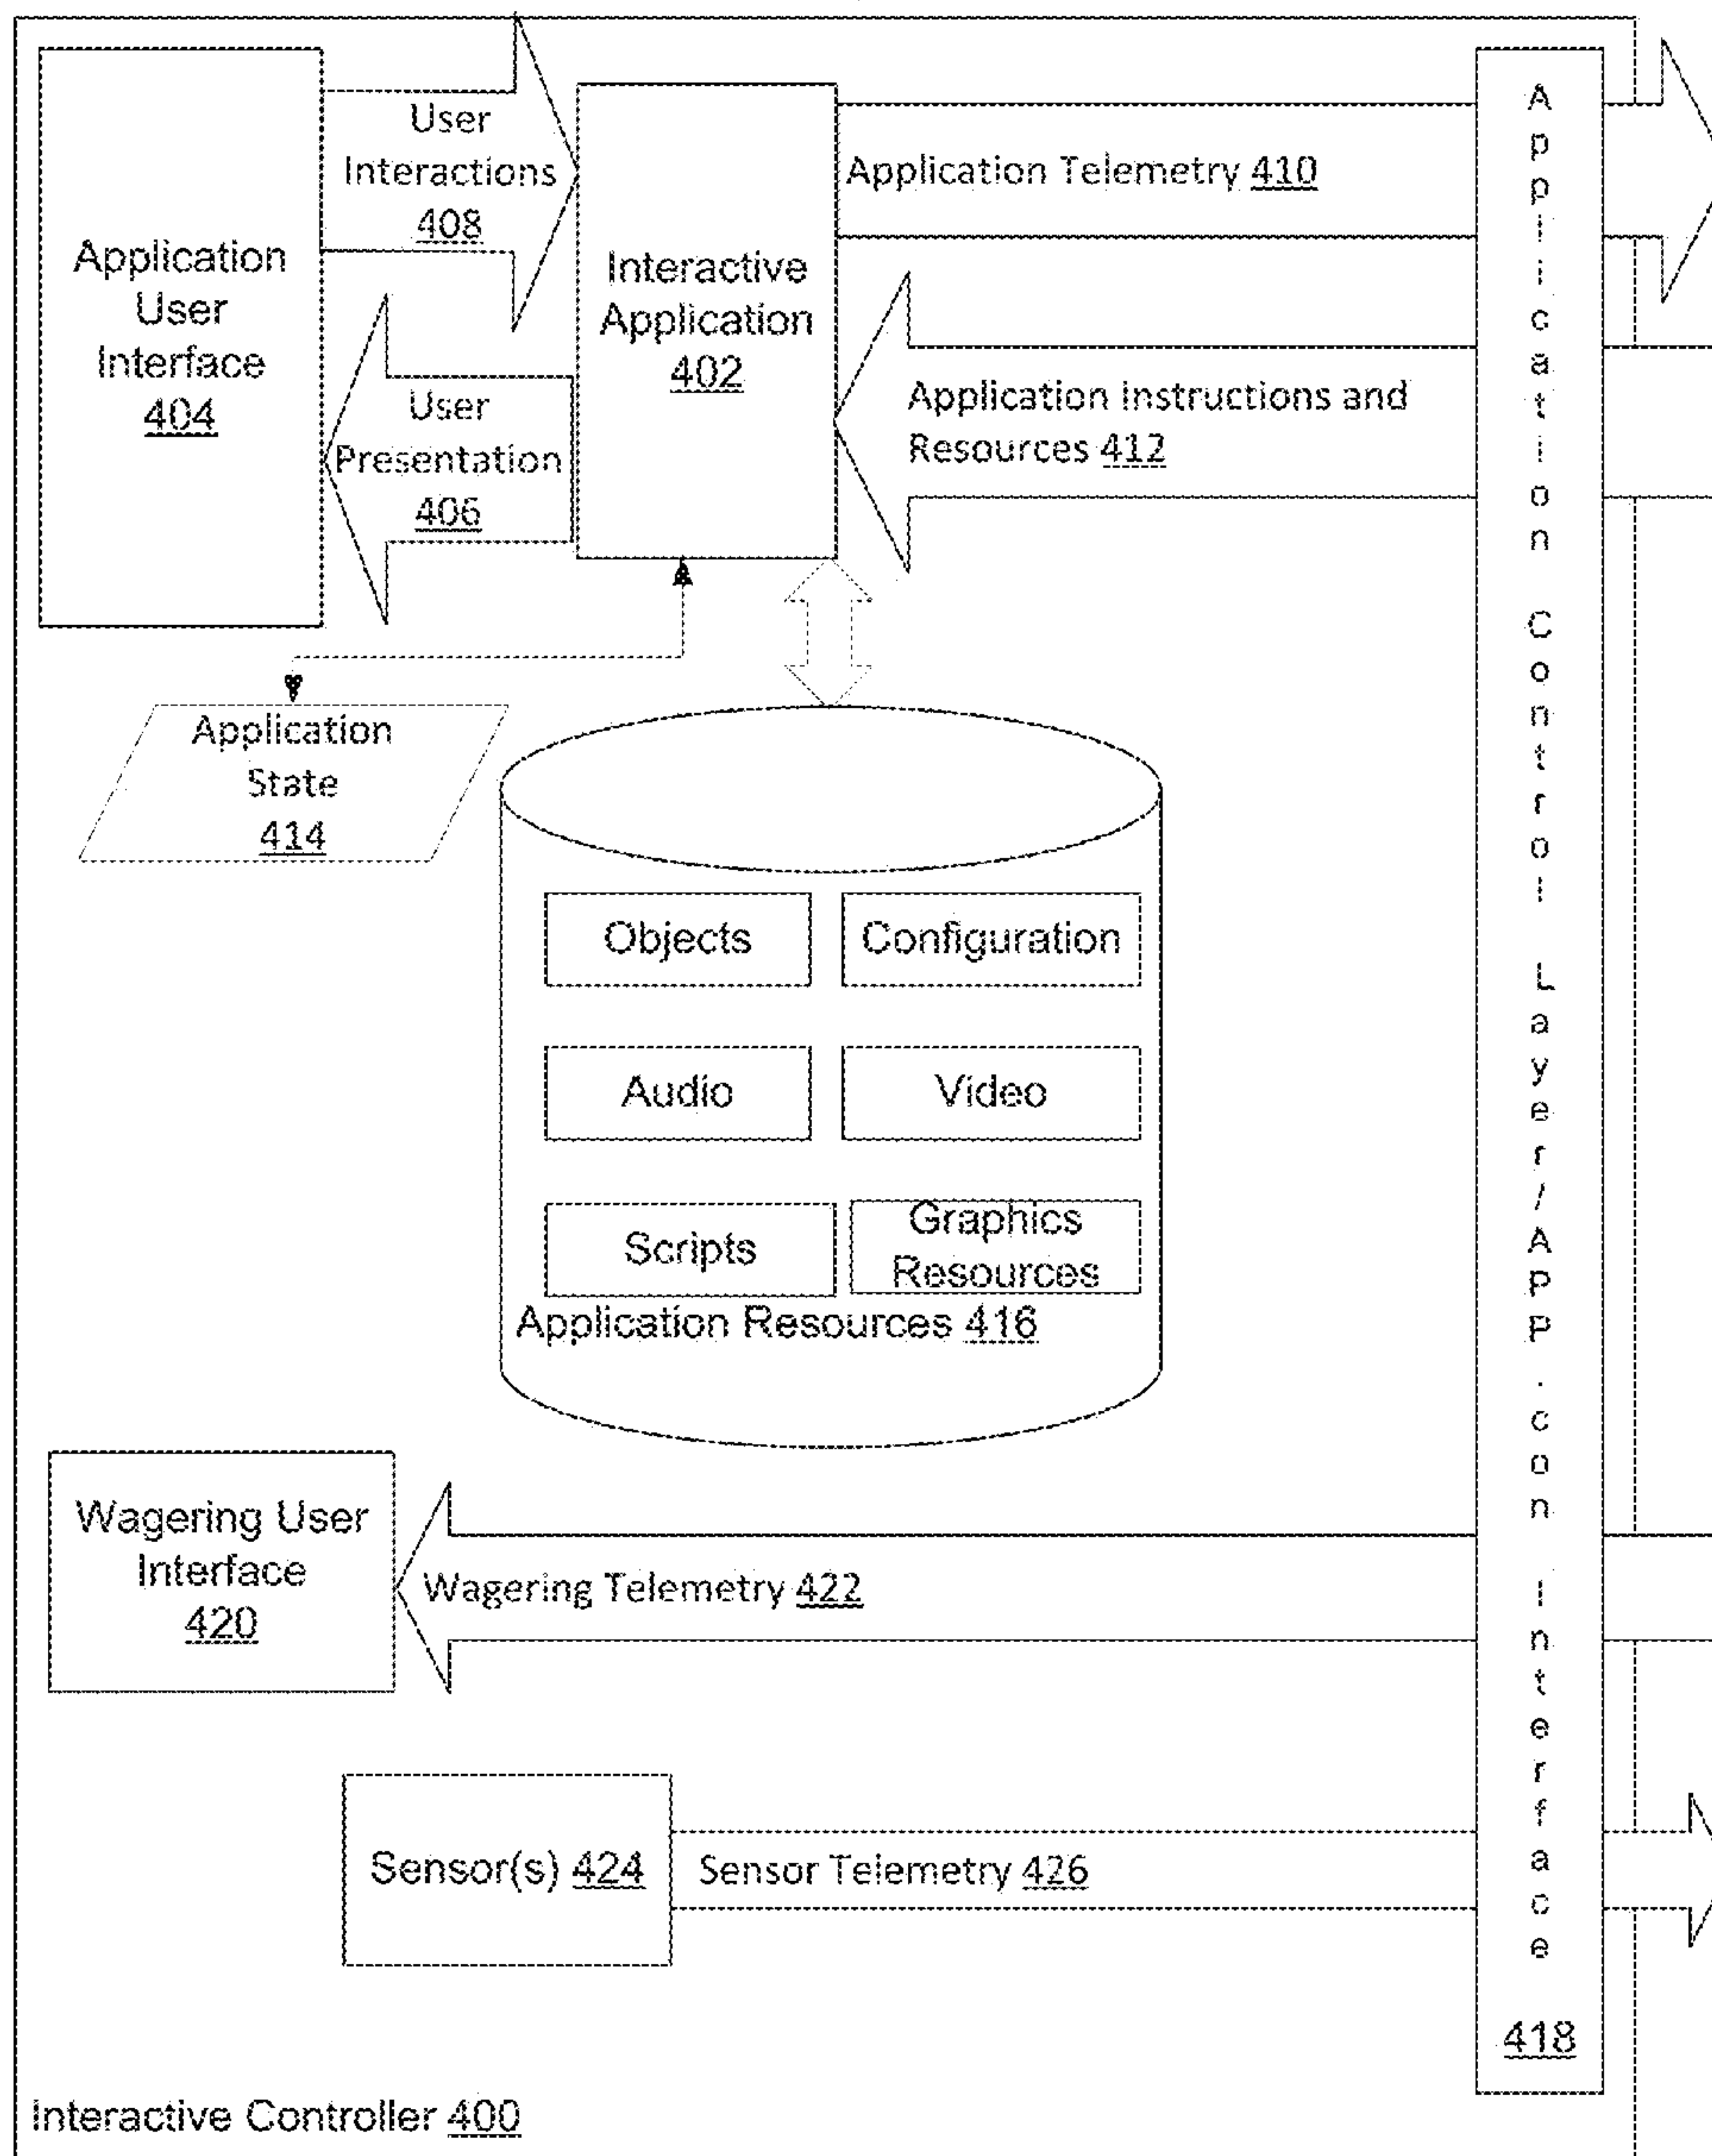 Application
User
Interface
404
User
Interactions
408
User
Presentation
406
Interactive
Application
402
Application Telemetry 410
Application Instructions and
Resources 412
Application
State
414
Objects
Configuration
Audio
Video
Scripts
Graphics
Resources
Application Resources 416
Wagering User
Interface
420
Wagering Telemetry 422
Sensor(s) 424
Sensor Telemetry 426
Application Control Layer/APP.con Interface
418
Interactive Controller 400